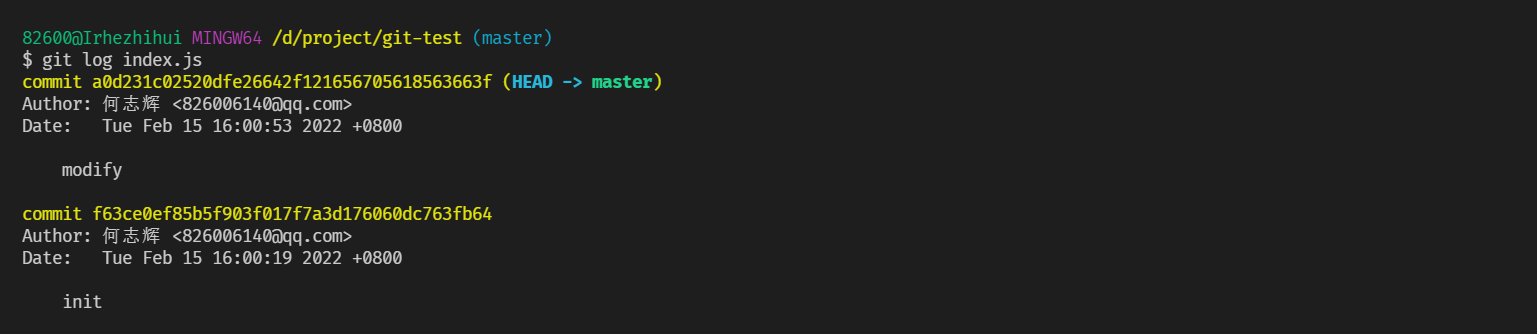 82600@Irhezhihui MINGW64 /d/project/git-test (master)
$ git log index.js
commit a0d231c02520dfe26642f121656705618563663f (HEAD -> master)
Author: 何志辉 <826006140@qq.com>
Date:   Tue Feb 15 16:00:53 2022 +0800
modify
commit f63ce0ef85b5f903f017f7a3d176060dc763fb64
Author: 何志辉 <826006140@qq.com>
Date:   Tue Feb 15 16:00:19 2022 +0800
init